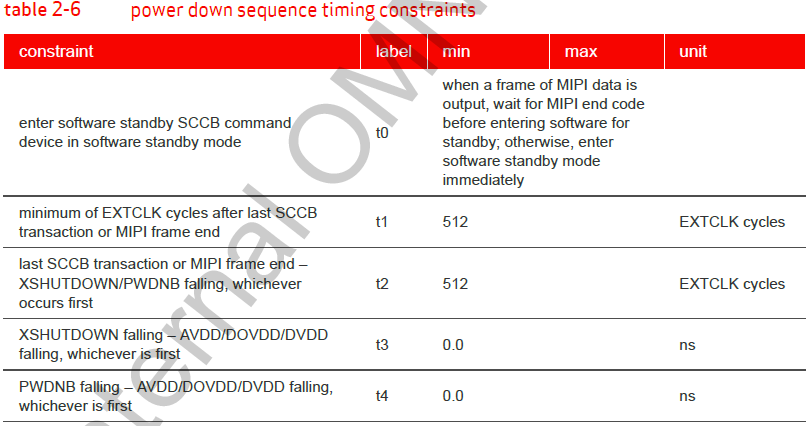 table 2-6 power down sequence timing constraints
constraint label min max unit
enter software standby SCCB command
device in software standby mode
t0
when a frame of MIPI data is
output, wait for MIPI end code
before entering software for
standby; otherwise, enter
software standby mode
immediately
minimum of EXTCLK cycles after last SCCB
transaction or MIPI frame end
t1 512 EXTCLK cycles
last SCCB transaction or MIPI frame end –
XSHUTDOWN/PWDNB falling, whichever
occurs first
t2 512 EXTCLK cycles
XSHUTDOWN falling – AVDD/DOVDD/DVDD
falling, whichever is first
t3 0.0 ns
PWDNB falling – AVDD/DOVDD/DVDD falling,
whichever is first
t4 0.0 ns